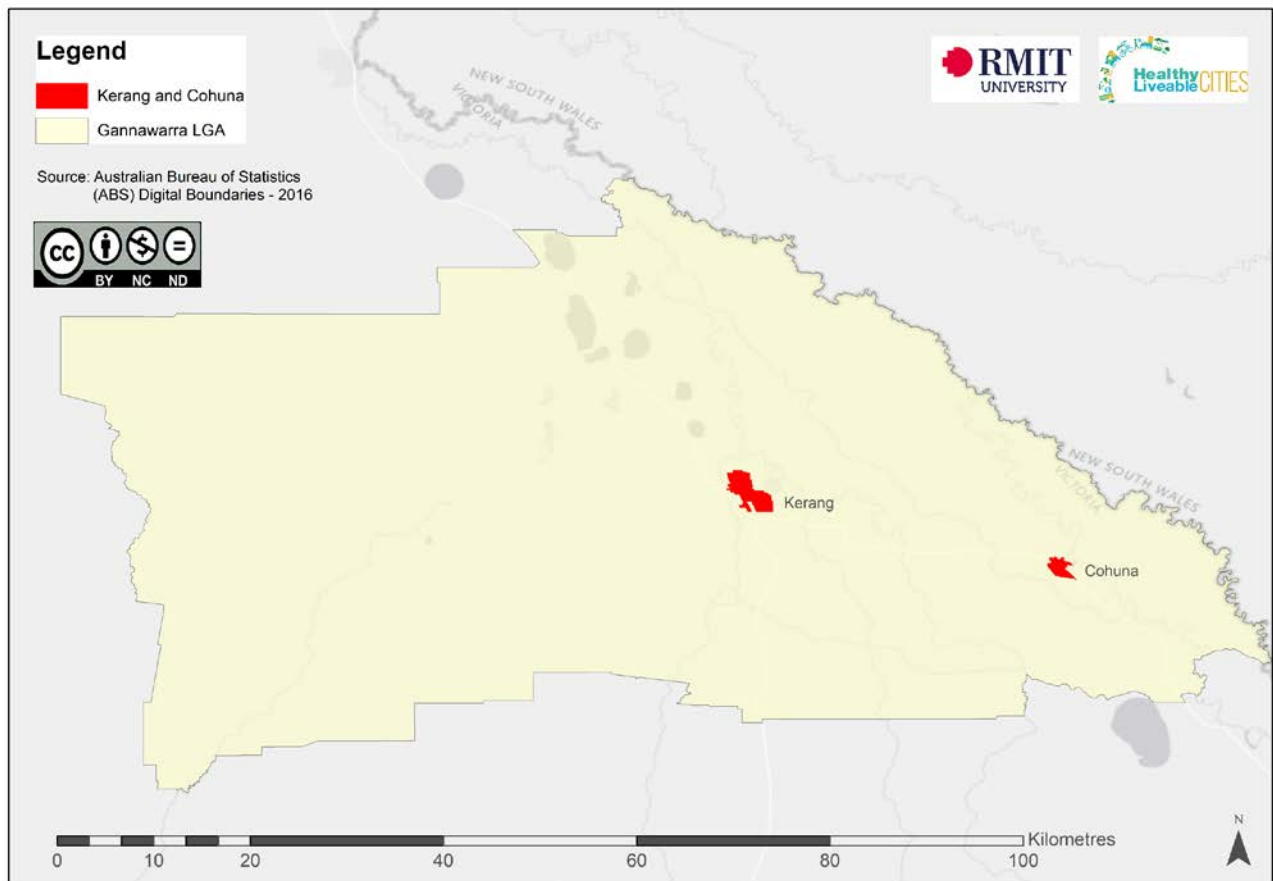 Legend
Kerang and Cohuna
Gannawarra LGA
Source: Australian Bureau of Statistics
(ABS) Digital Boundaries - 2016
CC
BY NC ND
RMIT
UNIVERSITY
Healthy
Liveable CITIES
NEW SOUTH WALES
VICTORIA
Kerang
NEW SOUTH WALES
VICTORIA
Cohuna
Kilometres
0 10 20 40 60 80 100
N